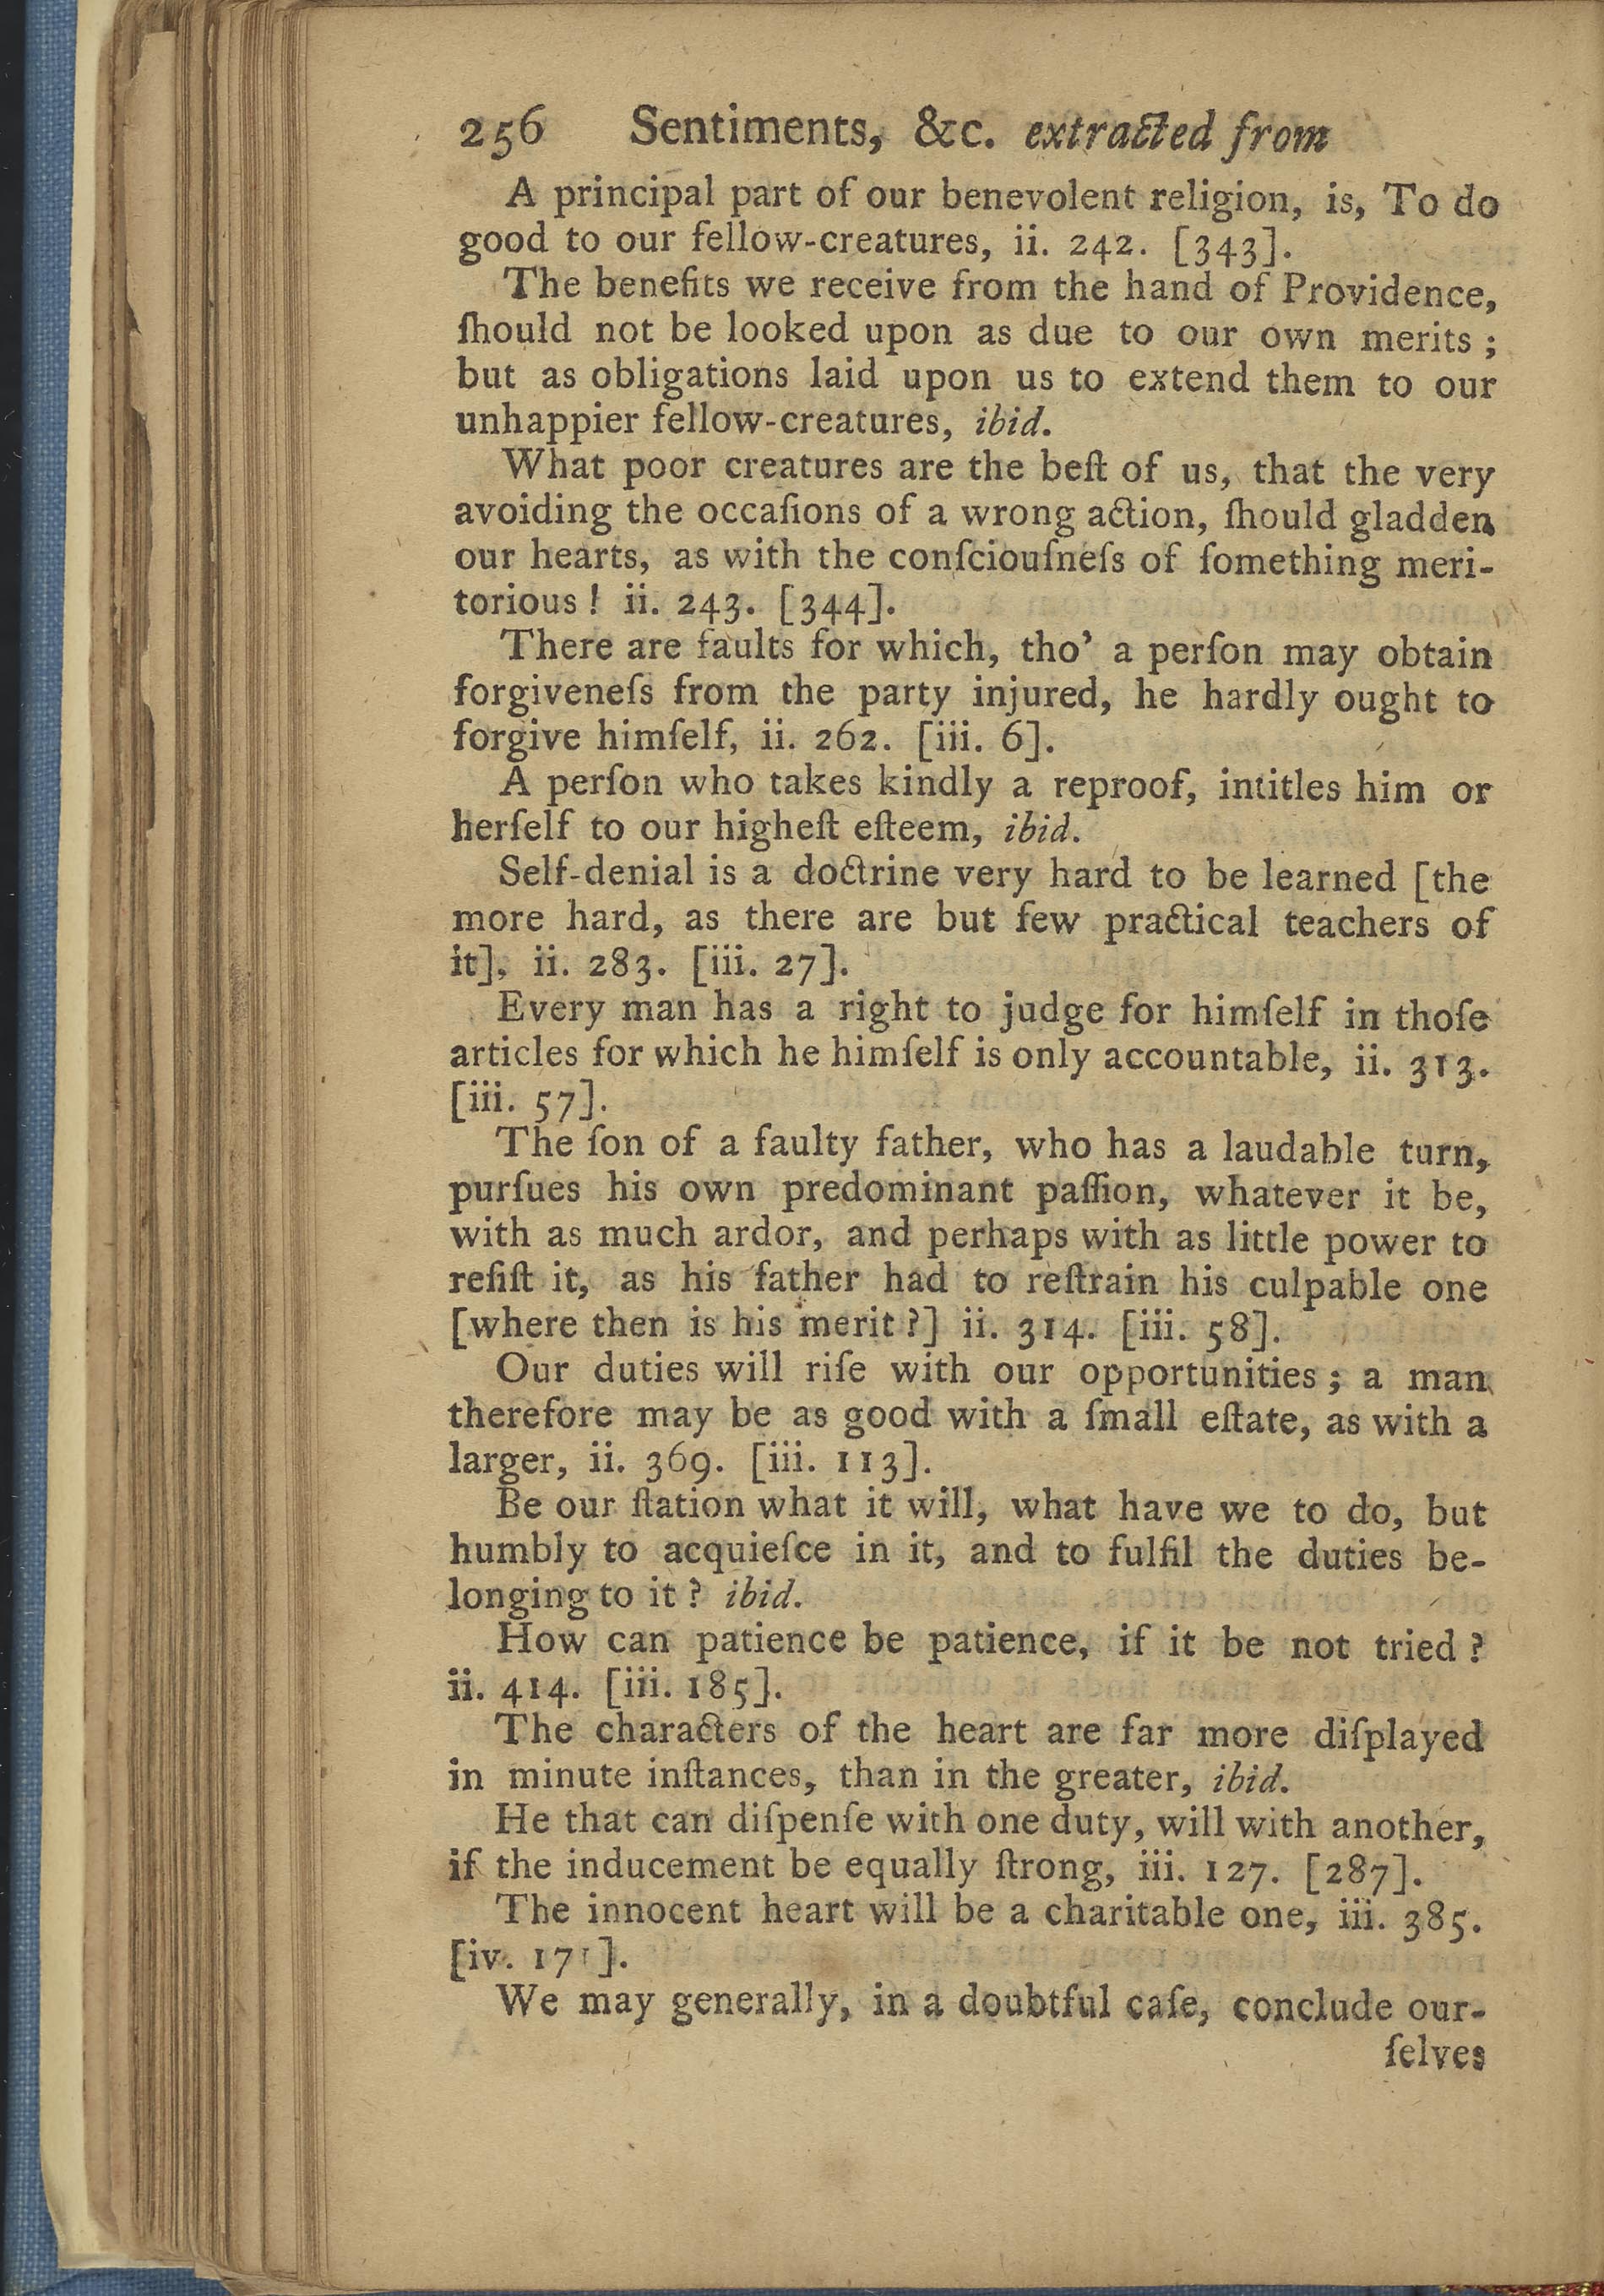 256 Sentiments, &c. extracted from
A principal part of our benevolent religion, is, To do
good to our fellow-creatures, ii. 242. [343].
The benefits we receive from the hand of Providence,
ſhould not be looked upon as due to our own merits ;
but as obligations laid upon us to extend them to our
unhappier fellow-creatures, ibid.
What poor creatures are the beſt of us, that the very
avoiding the occaſions of a wrong action, ſhould gladden
our hearts, as with the conſciouſneſs of ſomething meri-
torious ! ii. 243. [344].
There are faults for which, tho’ a perſon may obtain
forgiveneſs from the party injured, he hardly ought to
forgive himſelf, ii. 262. [iii. 6].
A perſon who takes kindly a reproof, intitles him or
herſelf to our higheſt eſteem, ibid.
Self-denial is a doctrine very hard to be learned [the
more hard, as there are but few practical teachers of
it], ii. 283. [iii. 27].
Every man has a right to judge for himſelf in thoſe
articles for which he himſelf is only accountable, ii. 313.
[iii. 57].
The ſon of a faulty father, who has a laudable turn,
purſues his own predominant paſſion, whatever it be,
with as much ardor, and perhaps with as little power to
reſiſt it, as his father had to reſtrain his culpable one
[where then is his merit ?] ii. 314. [iii. 58].
Our duties will riſe with our opportunities ; a man
therefore may be as good with a ſmall eſtate, as with a
larger, ii. 369. [iii. 113].
Be our ſtation what it will, what have we to do, but
humbly to acquieſce in it, and to fulfil the duties be-
longing to it ? ibid.
How can patience be patience, if it be not tried ?
ii. 414. [iii. 185].
The characters of the heart are far more diſplayed
in minute inſtances, than in the greater, ibid.
He that can diſpenſe with one duty, will with another,
if the inducement be equally ſtrong, iii. 127. [287].
The innocent heart will be a charitable one, iii. 385.
[iv. 171].
We may generally, in a doubtful caſe, conclude our-
ſelves